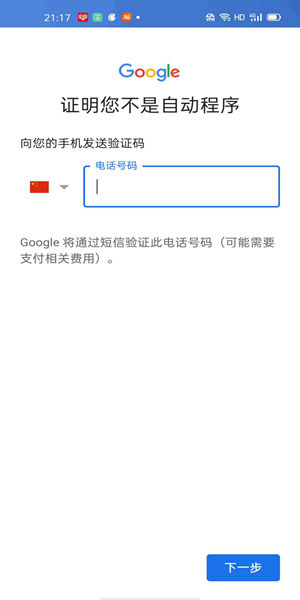 21:17
HD
Google
证明您不是自动程序
向您的手机发送验证码
电话号码
Google 将通过短信验证此电话号码（可能需要
支付相关费用）。
下一步